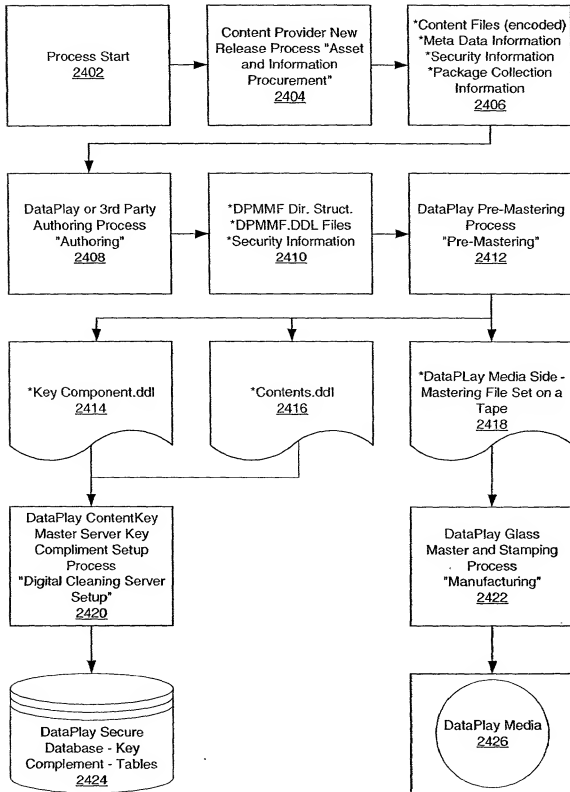 Process Start
2402
Content Provider New
Release Process "Asset
and Information
Procurement"
2404
*Content Files (encoded)
*Meta Data Information
*Security Information
*Package Collection
Information
2406
DataPlay or 3rd Party
Authoring Process
"Authoring"
2408
*DPMMF Dir. Struct.
*DPMMF.DDL Files
*Security Information
2410
DataPlay Pre-Mastering
Process
"Pre-Mastering"
2412
*Key Component.ddl
2414
*Contents.ddl
2416
*DataPLay Media Side -
Mastering File Set on a
Tape
2418
DataPlay ContentKey
Master Server Key
Compliment Setup
Process
"Digital Cleaning Server
Setup"
2420
DataPlay Glass
Master and Stamping
Process
"Manufacturing"
2422
DataPlay Secure
Database - Key
Complement - Tables
2424
DataPlay Media
2426